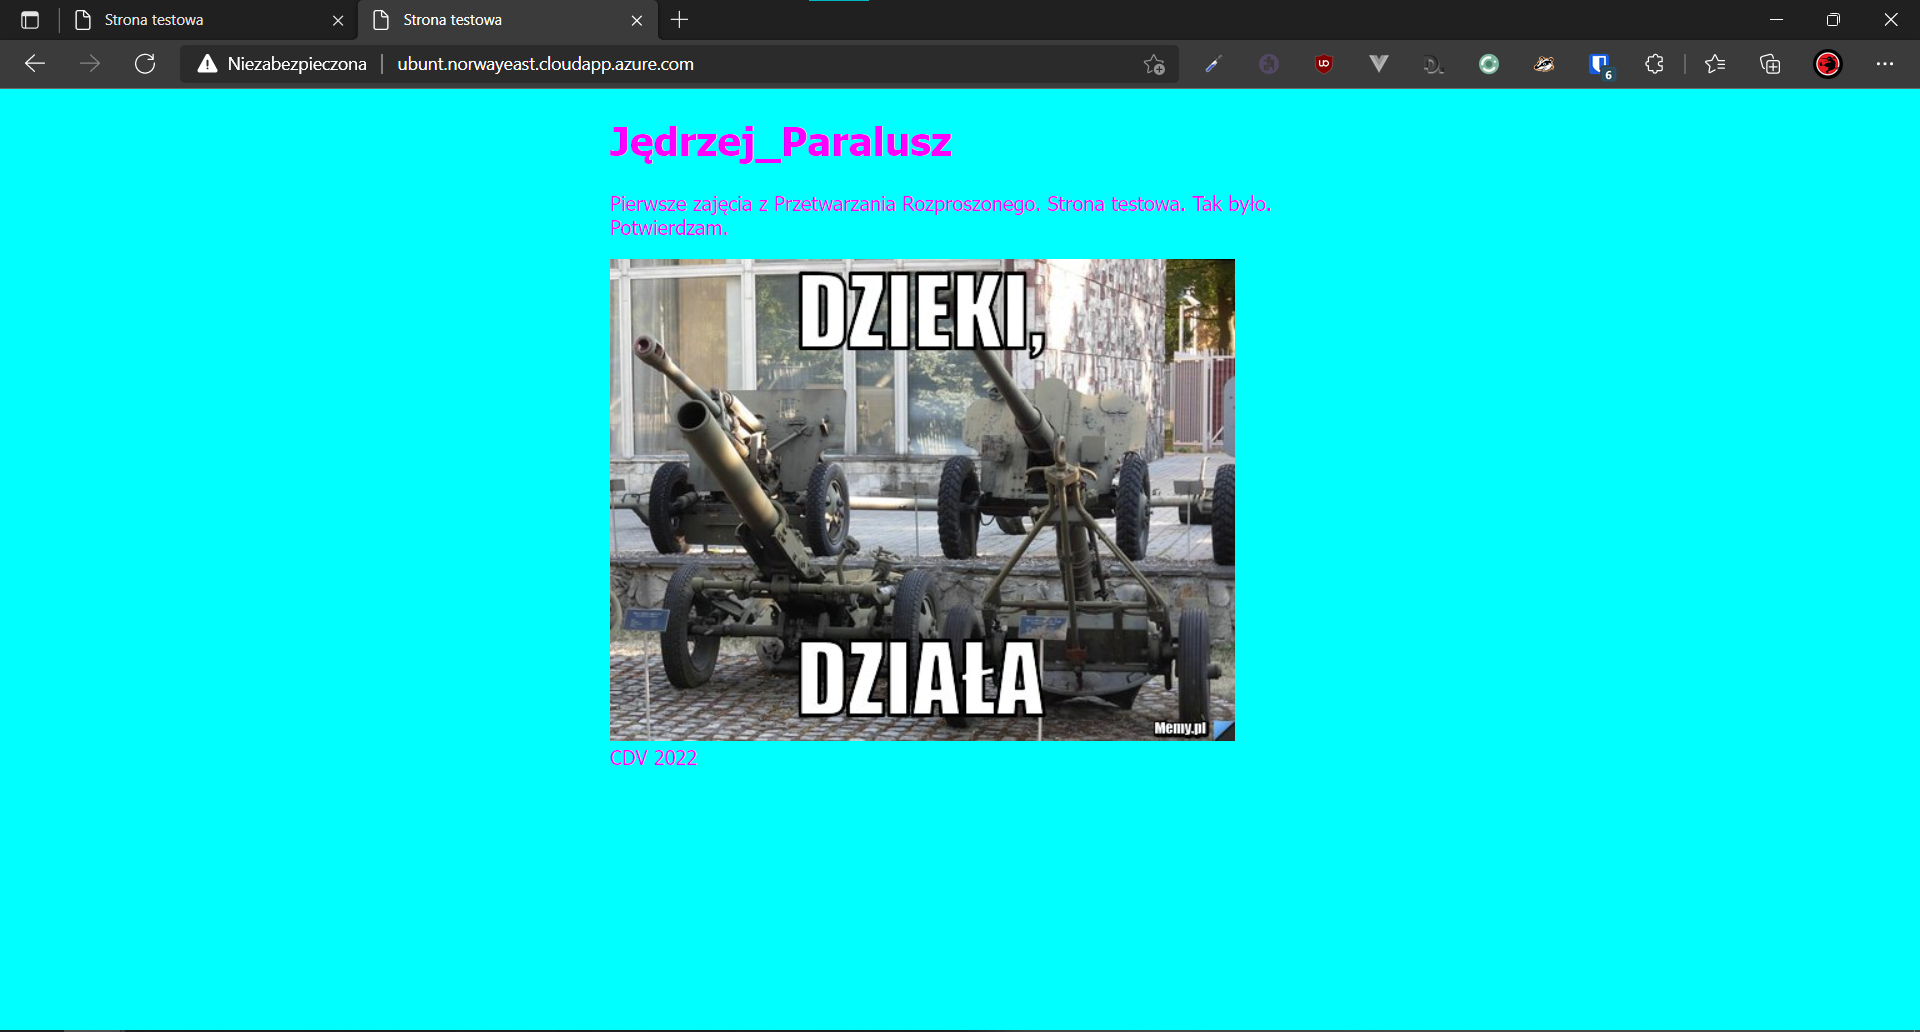 Strona testowa
Strona testowa
Niezabezpieczona
ubunt.norwayeast.cloudapp.azure.com
6
Jędrzej_Paralusz
Pierwsze zajęcia z Przetwarzania Rozproszonego. Strona testowa. Tak było.
Potwierdzam.
DZIEKI,
DZIAŁA
Memy.pl
CDV 2022